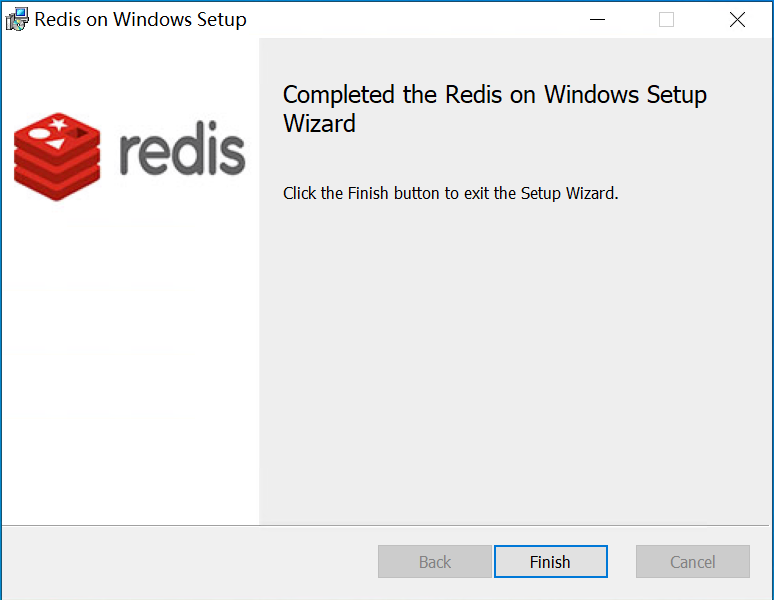 Redis on Windows Setup
redis
Completed the Redis on Windows Setup
Wizard
Click the Finish button to exit the Setup Wizard.
Back
Finish
Cancel